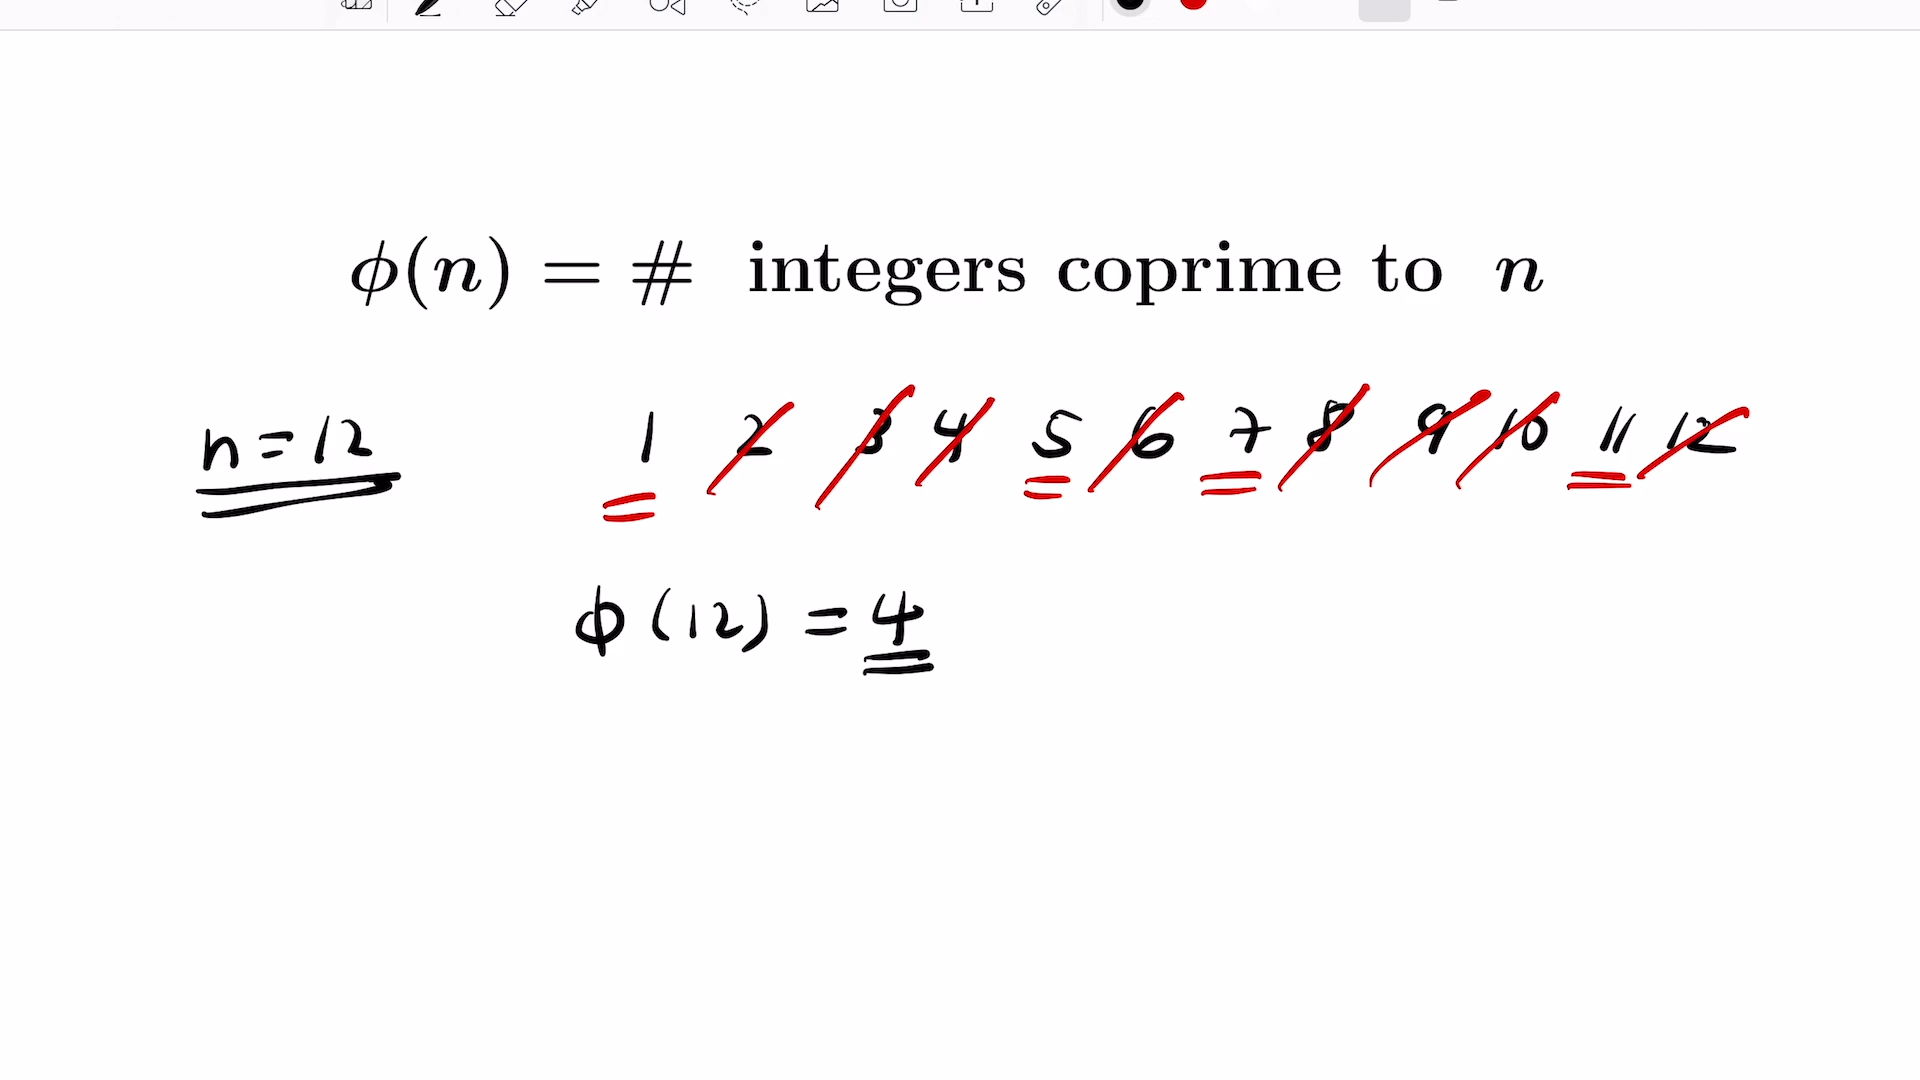 ϕ(n) = # integers coprime to n
n=12 1 2 3 4 5 6 7 8 9 10 11 12
ϕ(12) = 4